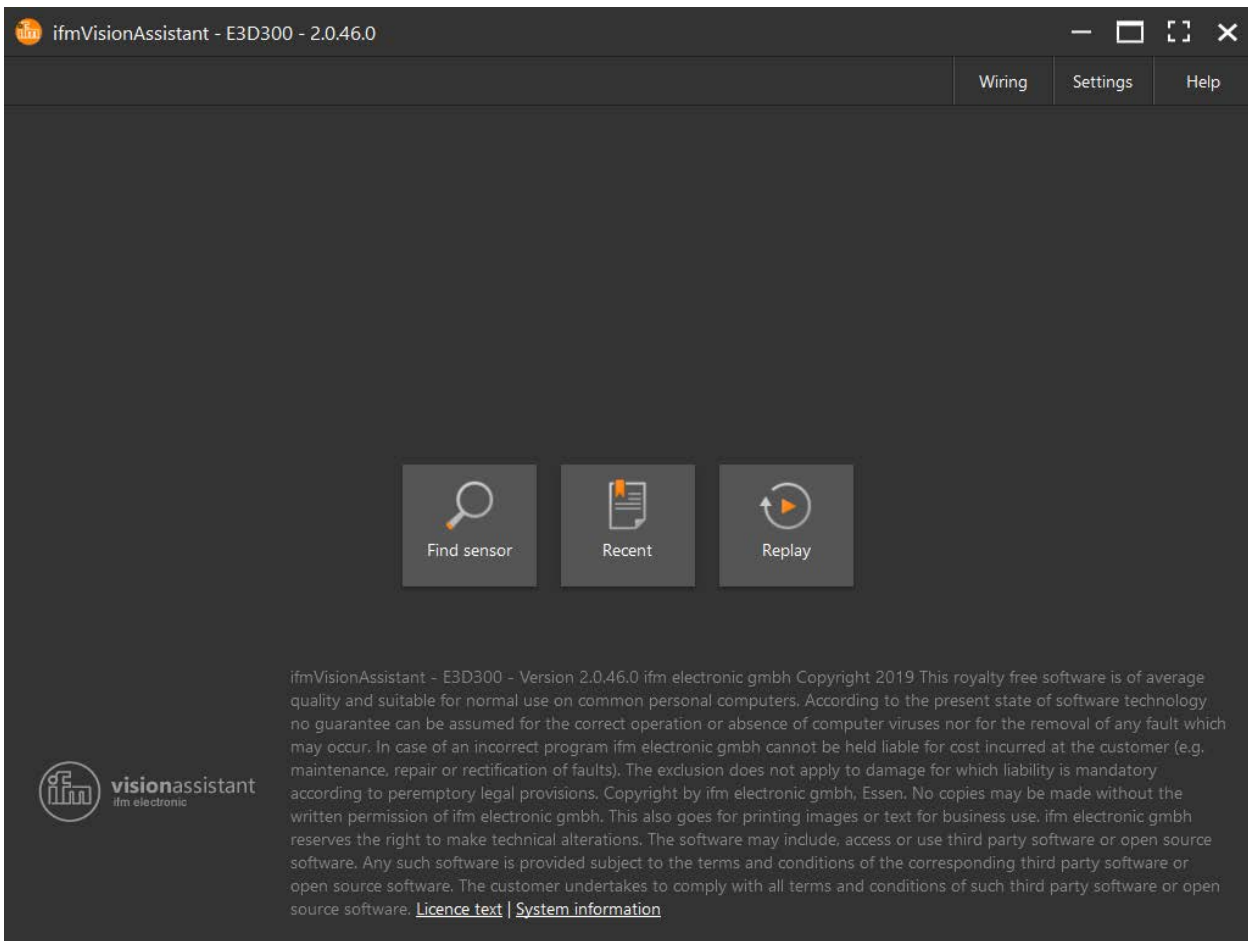 ifmVisionAssistant - E3D300 - 2.0.46.0
Wiring Settings Help
Find sensor Recent Replay
ifmVisionAssistant - E3D300 - Version 2.0.46.0 ifm electronic gmbh Copyright 2019 This royalty free software is of average
quality and suitable for normal use on common personal computers. According to the present state of software technology
no guarantee can be assumed for the correct operation or absence of computer viruses nor for the removal of any fault which
may occur. In case of an incorrect program ifm electronic gmbh cannot be held liable for cost incurred at the customer (e.g.
maintenance, repair or rectification of faults). The exclusion does not apply to damage for which liability is mandatory
according to peremptory legal provisions. Copyright by ifm electronic gmbh, Essen. No copies may be made without the
written permission of ifm electronic gmbh. This also goes for printing images or text for business use. ifm electronic gmbh
reserves the right to make technical alterations. The software may include, access or use third party software or open source
software. Any such software is provided subject to the terms and conditions of the corresponding third party software or
open source software. The customer undertakes to comply with all terms and conditions of such third party software or open
source software. Licence text | System information
ifm
visionassistant
ifm electronic